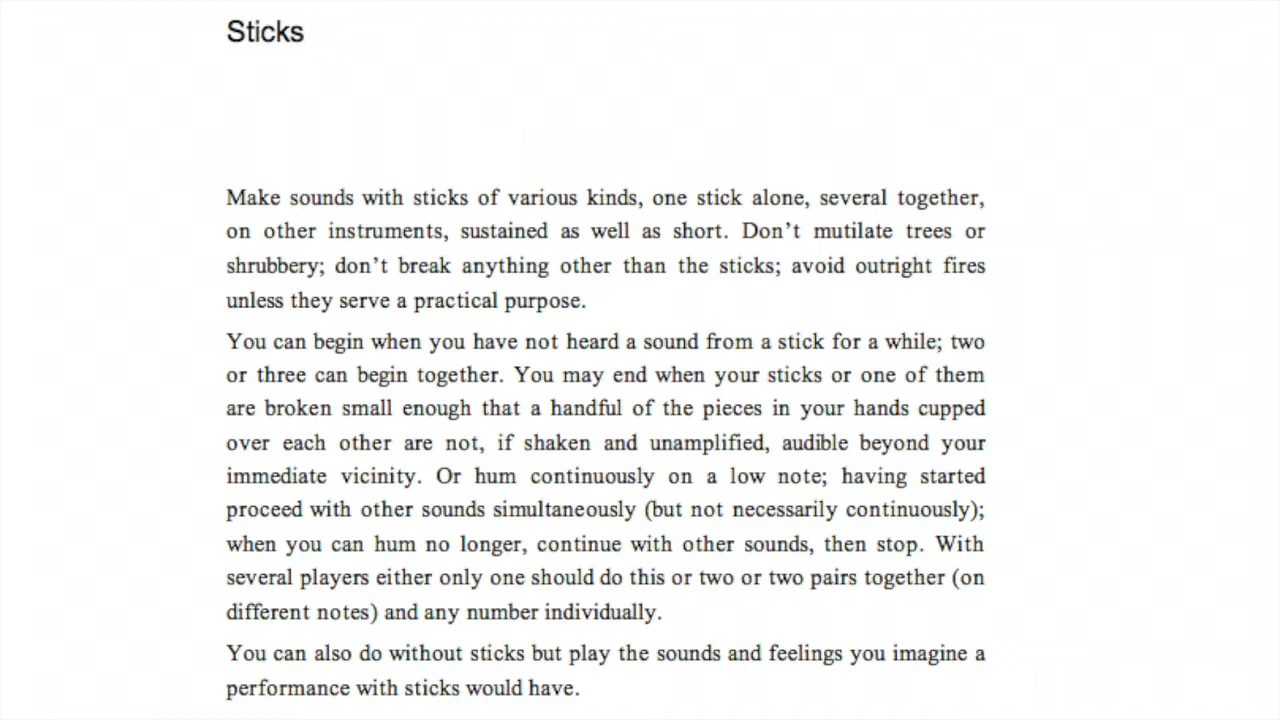 Sticks
Make sounds with sticks of various kinds, one stick alone, several together,
on other instruments, sustained as well as short. Don’t mutilate trees or
shrubbery; don’t break anything other than the sticks; avoid outright fires
unless they serve a practical purpose.
You can begin when you have not heard a sound from a stick for a while; two
or three can begin together. You may end when your sticks or one of them
are broken small enough that a handful of the pieces in your hands cupped
over each other are not, if shaken and unamplified, audible beyond your
immediate vicinity. Or hum continuously on a low note; having started
proceed with other sounds simultaneously (but not necessarily continuously);
when you can hum no longer, continue with other sounds, then stop. With
several players either only one should do this or two or two pairs together (on
different notes) and any number individually.
You can also do without sticks but play the sounds and feelings you imagine a
performance with sticks would have.